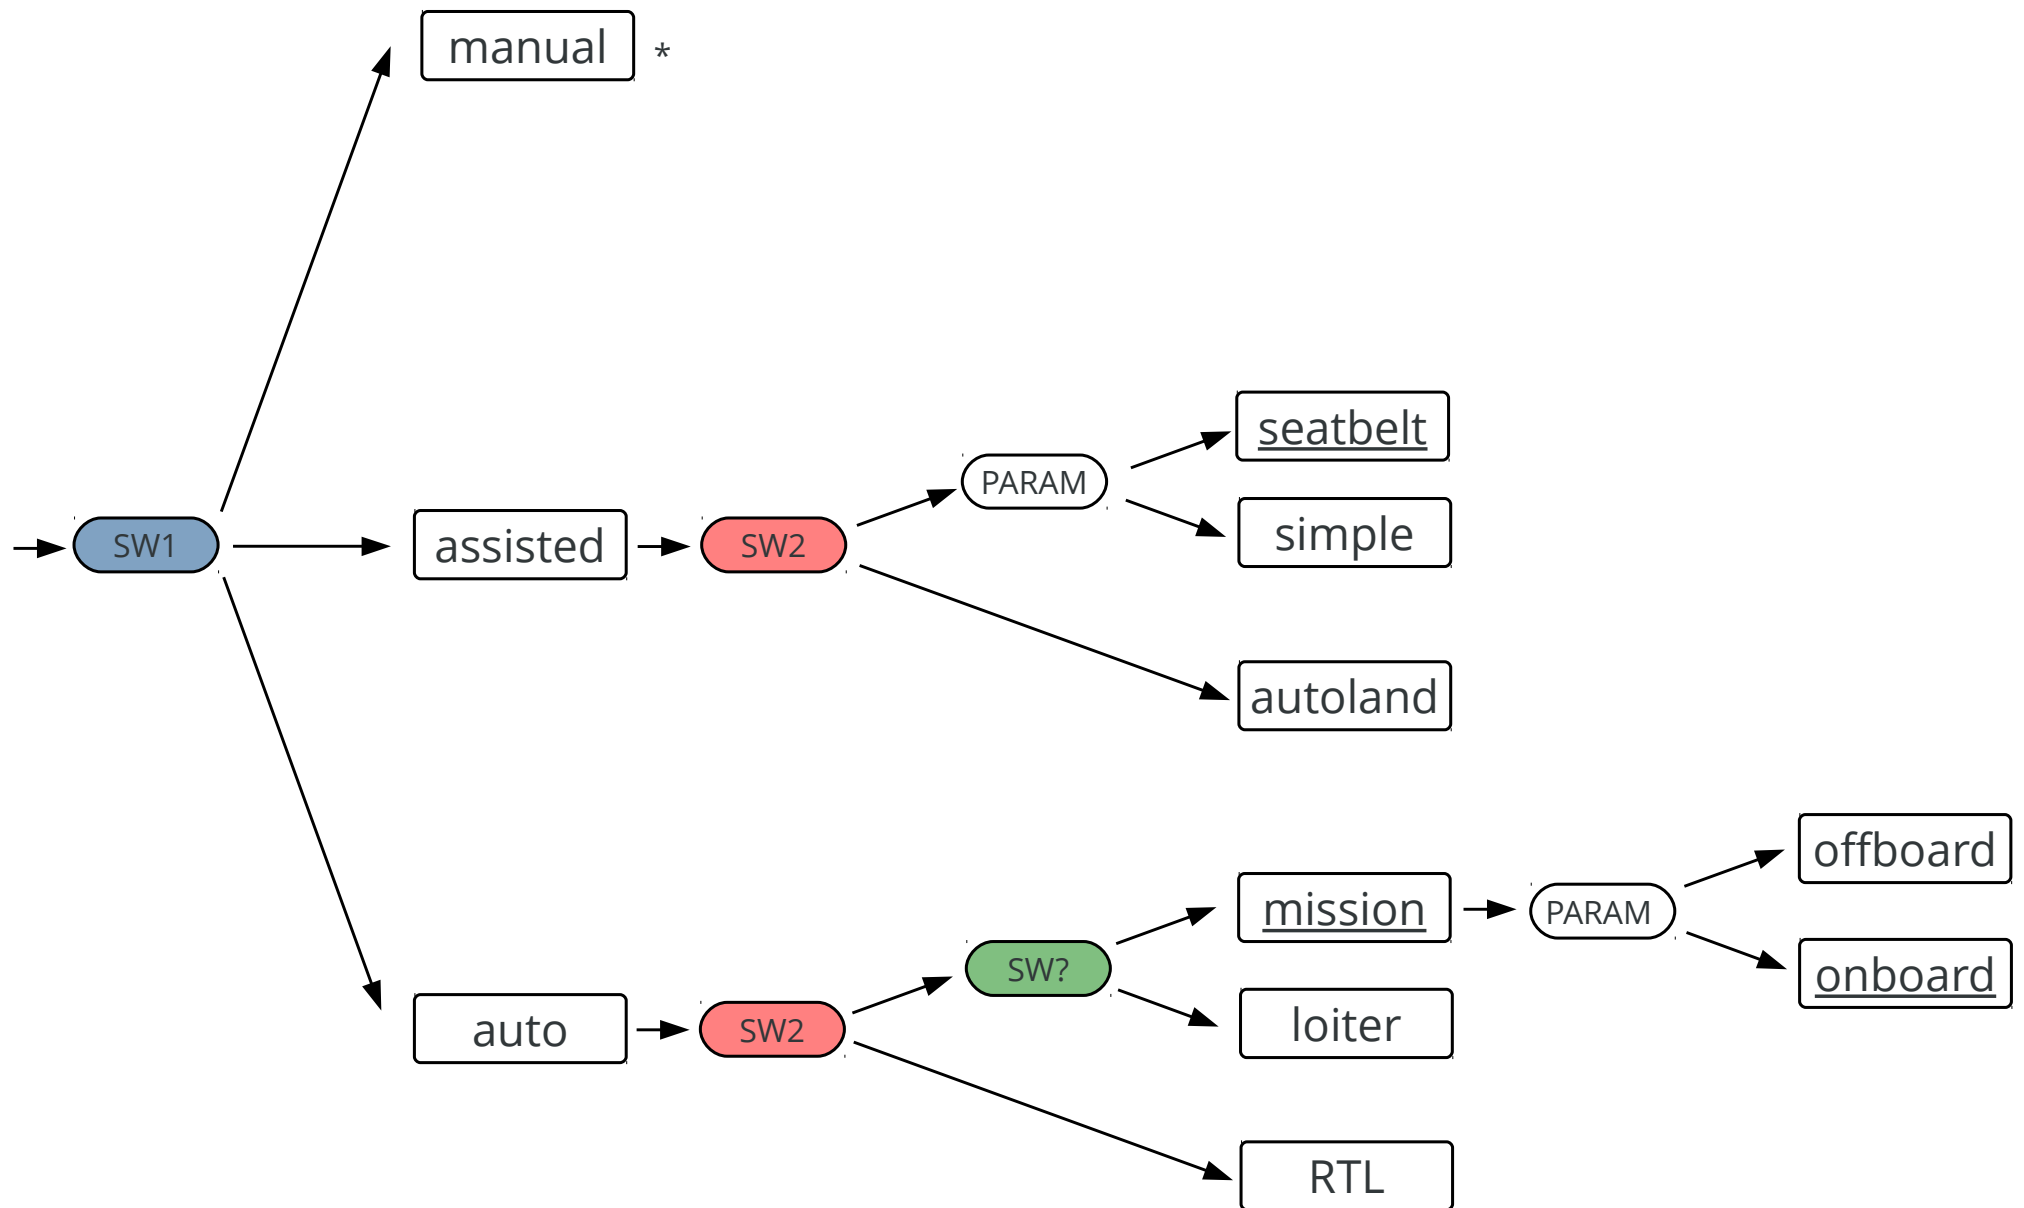 manual *
seatbelt
PARAM
simple
SW1
assisted
SW2
autoland
offboard
mission
PARAM
onboard
SW?
loiter
auto
SW2
RTL